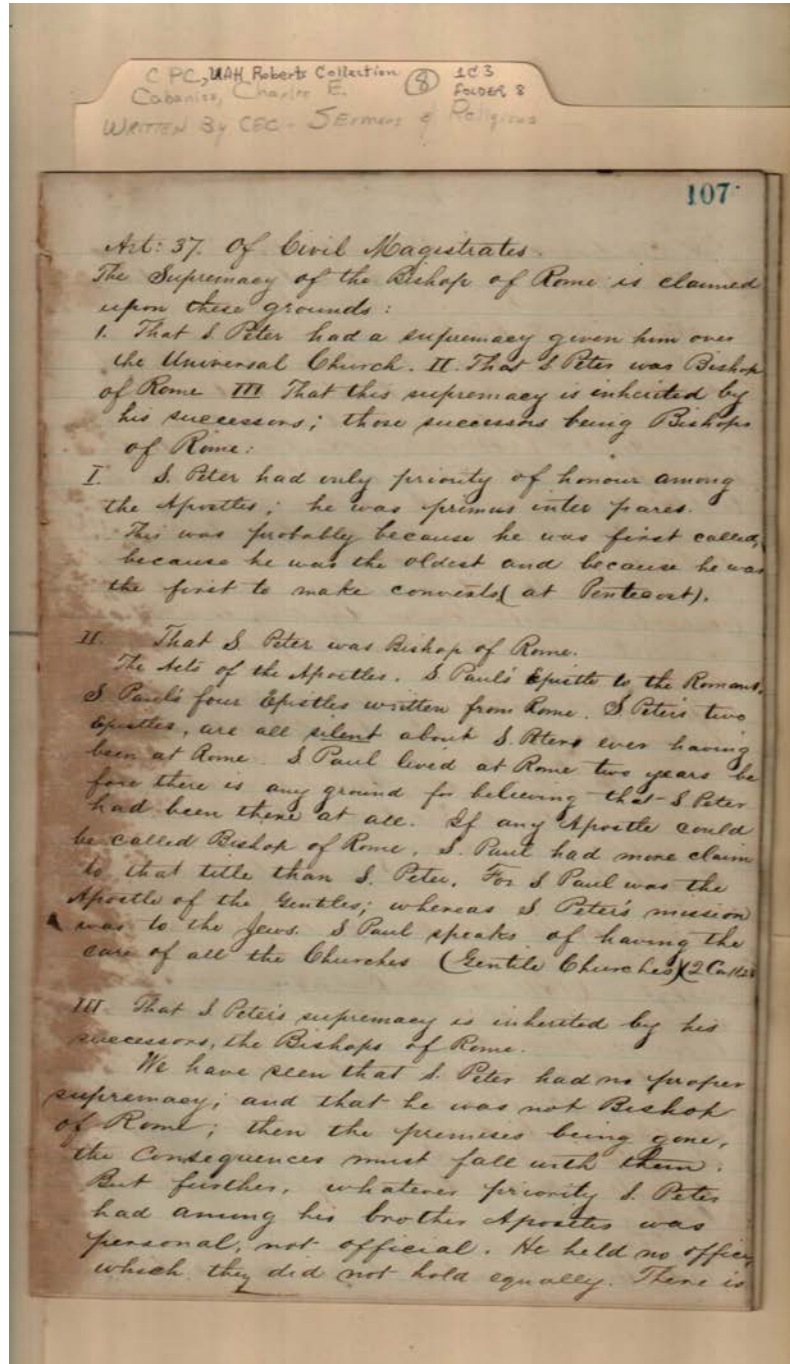 C PC, UAH Roberts Collection (8) 1C3
Cabaniss, Charles E. FOLDER 8
WRITTEN By CEC - Sermons & Religious
107
Art: 37. Of Civil Magistrates.
The Supremacy of the Bishop of Rome is claimed
upon these grounds:
1. That S. Peter had a supremacy given him over
the Universal Church. II. That S Peter was Bishop
of Rome III That this supremacy is inherited by
his successors; those successors being Bishops
of Rome:
I. S. Peter had only priority of honour among
the Apostles; he was primus inter pares.
This was probably because he was first called,
because he was the oldest and because he was
the first to make converts (at Pentecost).
II. That S. Peter was Bishop of Rome.
The Acts of the Apostles. S Paul's Epistle to the Romans.
S Paul's four Epistles written from Rome. S. Peter's two
Epistles, are all silent about S. Peters ever having
been at Rome. S Paul lived at Rome two years be
fore there is any ground for believing that S Peter
had been there at all. If any Apostle could
be called Bishop of Rome, S. Paul had more claim
to that title than S. Peter. For S Paul was the
Apostle of the Gentles; whereas S Peter's mission
was to the Jews. S Paul speaks of having the
care of all the Churches (Gentile Churches) (2 Cor 11.28
III That S Peter's supremacy is inherited by his
successors, the Bishops of Rome.
We have seen that S. Peter had no proper
supremacy; and that he was not Bishop
of Rome; then the premises being gone,
the consequences must fall with them.
But further, whatever priority S. Peter
had among his brother Apostles was
personal, not official. He held no office,
which they did not hold equally. There is